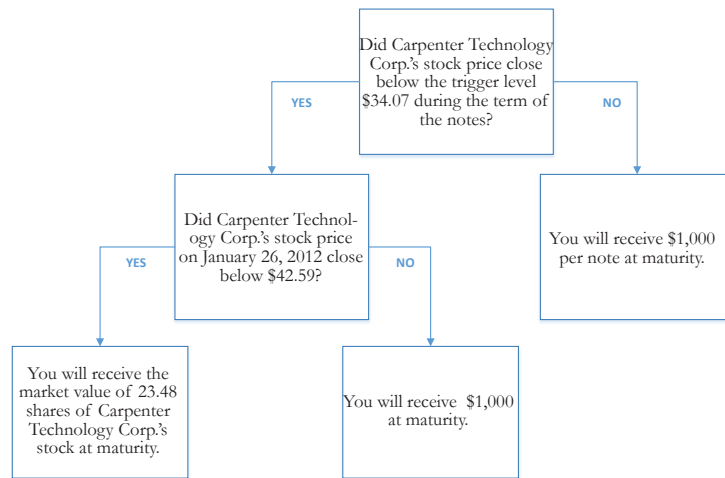 Did Carpenter Technology
Corp.'s stock price close
below the trigger level
$34.07 during the term of
the notes?
YES
NO
Did Carpenter Technol-
ogy Corp.'s stock price
on January 26, 2012 close
below $42.59?
You will receive $1,000
per note at maturity.
YES
NO
You will receive the
market value of 23.48
shares of Carpenter
Technology Corp.'s
stock at maturity.
You will receive $1,000
at maturity.